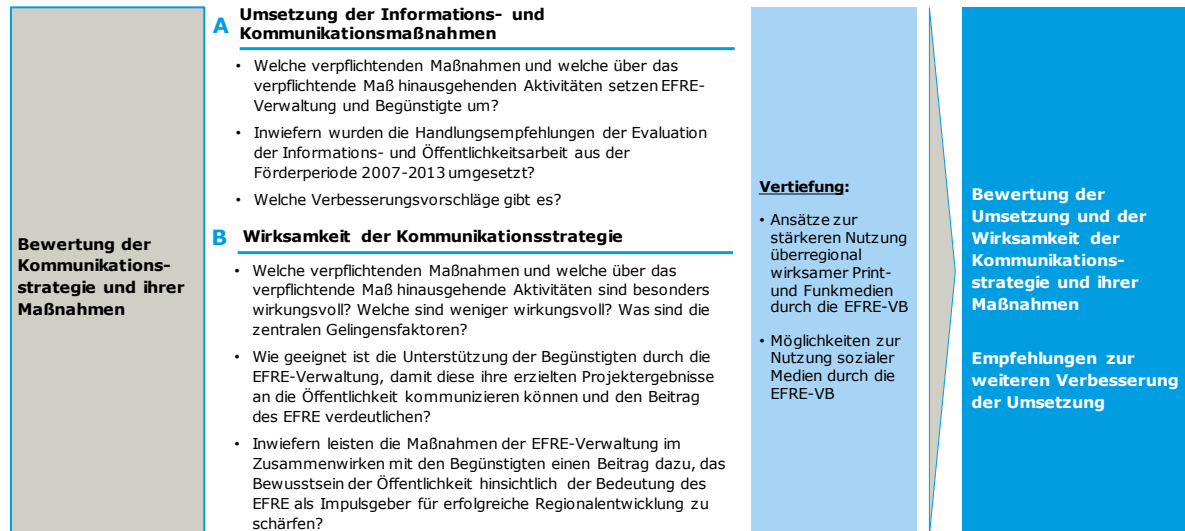 Bewertung der
Kommunikations-
strategie und ihrer
Maßnahmen
A Umsetzung der Informations- und
Kommunikationsmaßnahmen
• Welche verpflichtenden Maßnahmen und welche über das
verpflichtende Maß hinausgehenden Aktivitäten setzen EFRE-
Verwaltung und Begünstigte um?
• Inwiefern wurden die Handlungsempfehlungen der Evaluation
der Informations- und Öffentlichkeitsarbeit aus der
Förderperiode 2007-2013 umgesetzt?
• Welche Verbesserungsvorschläge gibt es?
B Wirksamkeit der Kommunikationsstrategie
• Welche verpflichtenden Maßnahmen und welche über das
verpflichtende Maß hinausgehende Aktivitäten sind besonders
wirkungsvoll? Welche sind weniger wirkungsvoll? Was sind die
zentralen Gelingensfaktoren?
• Wie geeignet ist die Unterstützung der Begünstigten durch die
EFRE-Verwaltung, damit diese ihre erzielten Projektergebnisse
an die Öffentlichkeit kommunizieren können und den Beitrag
des EFRE verdeutlichen?
• Inwiefern leisten die Maßnahmen der EFRE-Verwaltung im
Zusammenwirken mit den Begünstigten einen Beitrag dazu, das
Bewusstsein der Öffentlichkeit hinsichtlich der Bedeutung des
EFRE als Impulsgeber für erfolgreiche Regionalentwicklung zu
schärfen?
Vertiefung:
• Ansätze zur
stärkeren Nutzung
überregional
wirksamer Print-
und Funkmedien
durch die EFRE-VB
• Möglichkeiten zur
Nutzung sozialer
Medien durch die
EFRE-VB
Bewertung der
Umsetzung und der
Wirksamkeit der
Kommunikations-
strategie und ihrer
Maßnahmen
Empfehlungen zur
weiteren Verbesserung
der Umsetzung